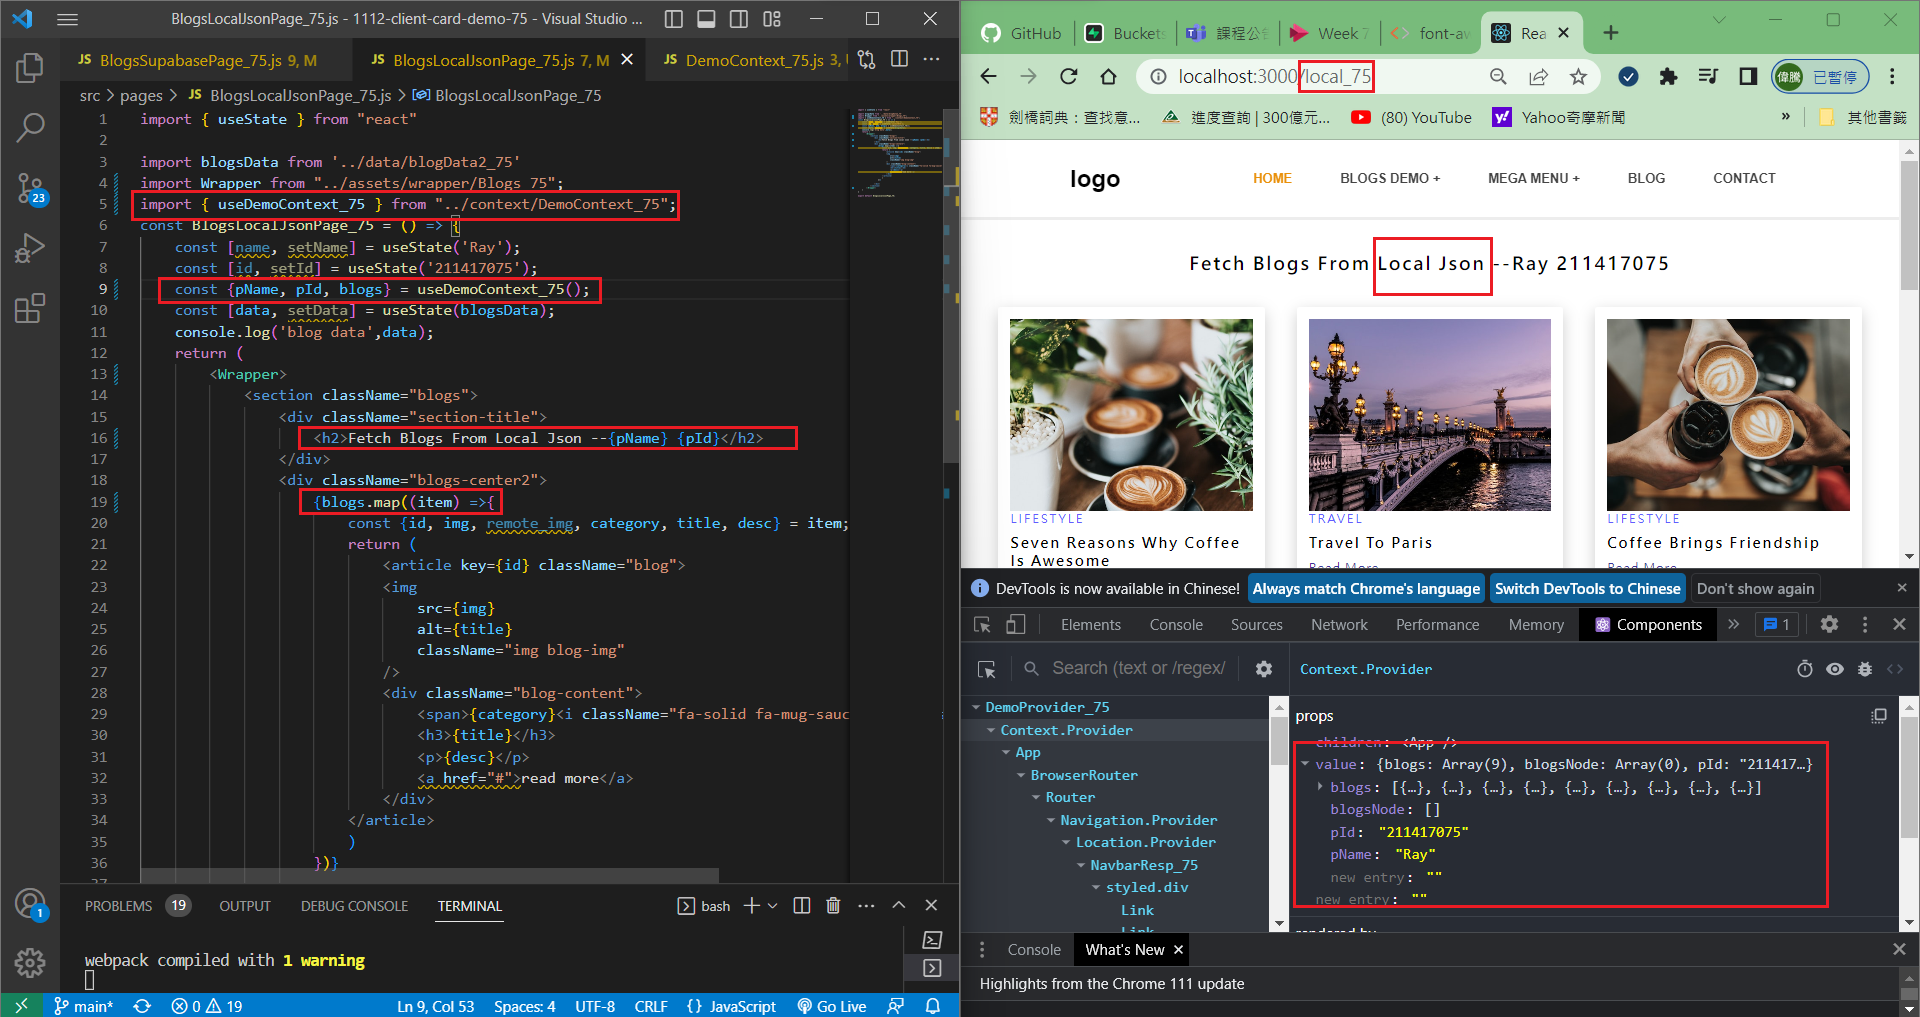 BlogsLocalJsonPage_75.js - 1112-client-card-demo-75 - Visual Studio ...
JS BlogsSupabasePage_75.js 9, M
JS BlogsLocalJsonPage_75.js 7, M
JS DemoContext_75.js 3, U
src > pages > JS BlogsLocalJsonPage_75.js > BlogsLocalJsonPage_75
1 import { useState } from "react"
2
3 import blogsData from '../data/blogData2_75'
4 import Wrapper from "../assets/wrapper/Blogs_75";
5 import { useDemoContext_75 } from "../context/DemoContext_75";
6 const BlogsLocalJsonPage_75 = () => {
7 const [name, setName] = useState('Ray');
8 const [id, setId] = useState('211417075');
9 const {pName, pId, blogs} = useDemoContext_75();
10 const [data, setData] = useState(blogsData);
11 console.log('blog data',data);
12 return (
13 <Wrapper>
14 <section className="blogs">
15 <div className="section-title">
16 <h2>Fetch Blogs From Local Json --{pName} {pId}</h2>
17 </div>
18 <div className="blogs-center2">
19 {blogs.map((item) =>{
20 const {id, img, remote_img, category, title, desc} = item;
21 return (
22 <article key={id} className="blog">
23 <img
24 src={img}
25 alt={title}
26 className="img blog-img"
27 />
28 <div className="blog-content">
29 <span>{category}<i className="fa-solid fa-mug-sauc
30 <h3>{title}</h3>
31 <p>{desc}</p>
32 <a href="#">read more</a>
33 </div>
34 </article>
35 )
36 })}
37
23
1
PROBLEMS 19 OUTPUT DEBUG CONSOLE TERMINAL bash
webpack compiled with 1 warning
main* 0 19 Ln 9, Col 53 Spaces: 4 UTF-8 CRLF {} JavaScript Go Live
GitHub Buckets 課程公告 Week 7 font-aw Rea
localhost:3000/local_75
偉騰 已暫停
劍橋詞典：查找意... 進度查詢 | 300億元... (80) YouTube Yahoo奇摩新聞 » 其他書籤
logo HOME BLOGS DEMO + MEGA MENU + BLOG CONTACT
Fetch Blogs From Local Json --Ray 211417075
LIFESTYLE
Seven Reasons Why Coffee
Is Awesome
TRAVEL
Travel To Paris
Read More
LIFESTYLE
Coffee Brings Friendship
Read More
DevTools is now available in Chinese! Always match Chrome's language Switch DevTools to Chinese Don't show again
Elements Console Sources Network Performance Memory Components » 1
Search (text or /regex/
Context.Provider
DemoProvider_75
Context.Provider
App
BrowserRouter
Router
Navigation.Provider
Location.Provider
NavbarResp_75
styled.div
Link
Link
props
children: <App />
value: {blogs: Array(9), blogsNode: Array(0), pId: "211417…}
blogs: [{…}, {…}, {…}, {…}, {…}, {…}, {…}, {…}, {…}]
blogsNode: []
pId: "211417075"
pName: "Ray"
new entry: ""
new entry: ""
rendered by
Console What's New
Highlights from the Chrome 111 update